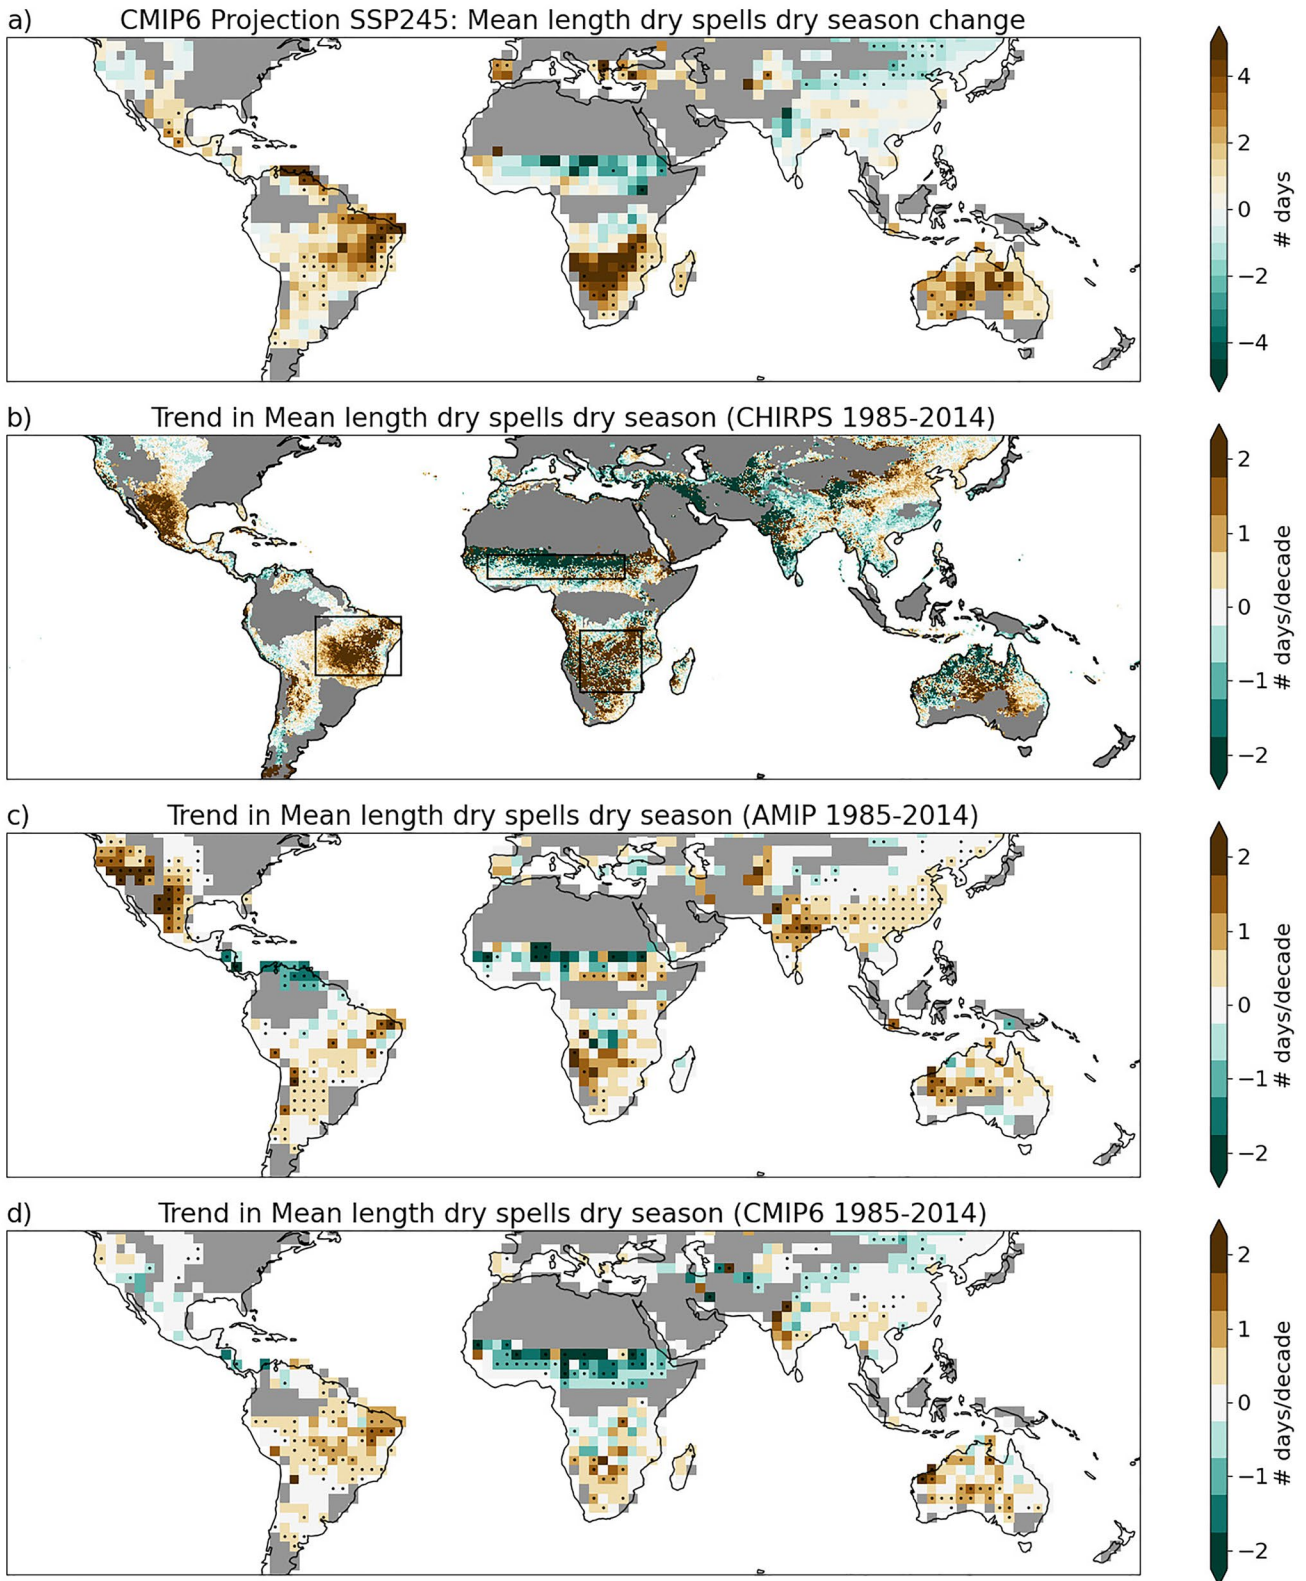 a) CMIP6 Projection SSP245: Mean length dry spells dry season change
4
2
0
−2
−4
# days
b) Trend in Mean length dry spells dry season (CHIRPS 1985-2014)
2
1
0
−1
−2
# days/decade
c) Trend in Mean length dry spells dry season (AMIP 1985-2014)
2
1
0
−1
−2
# days/decade
d) Trend in Mean length dry spells dry season (CMIP6 1985-2014)
2
1
0
−1
−2
# days/decade